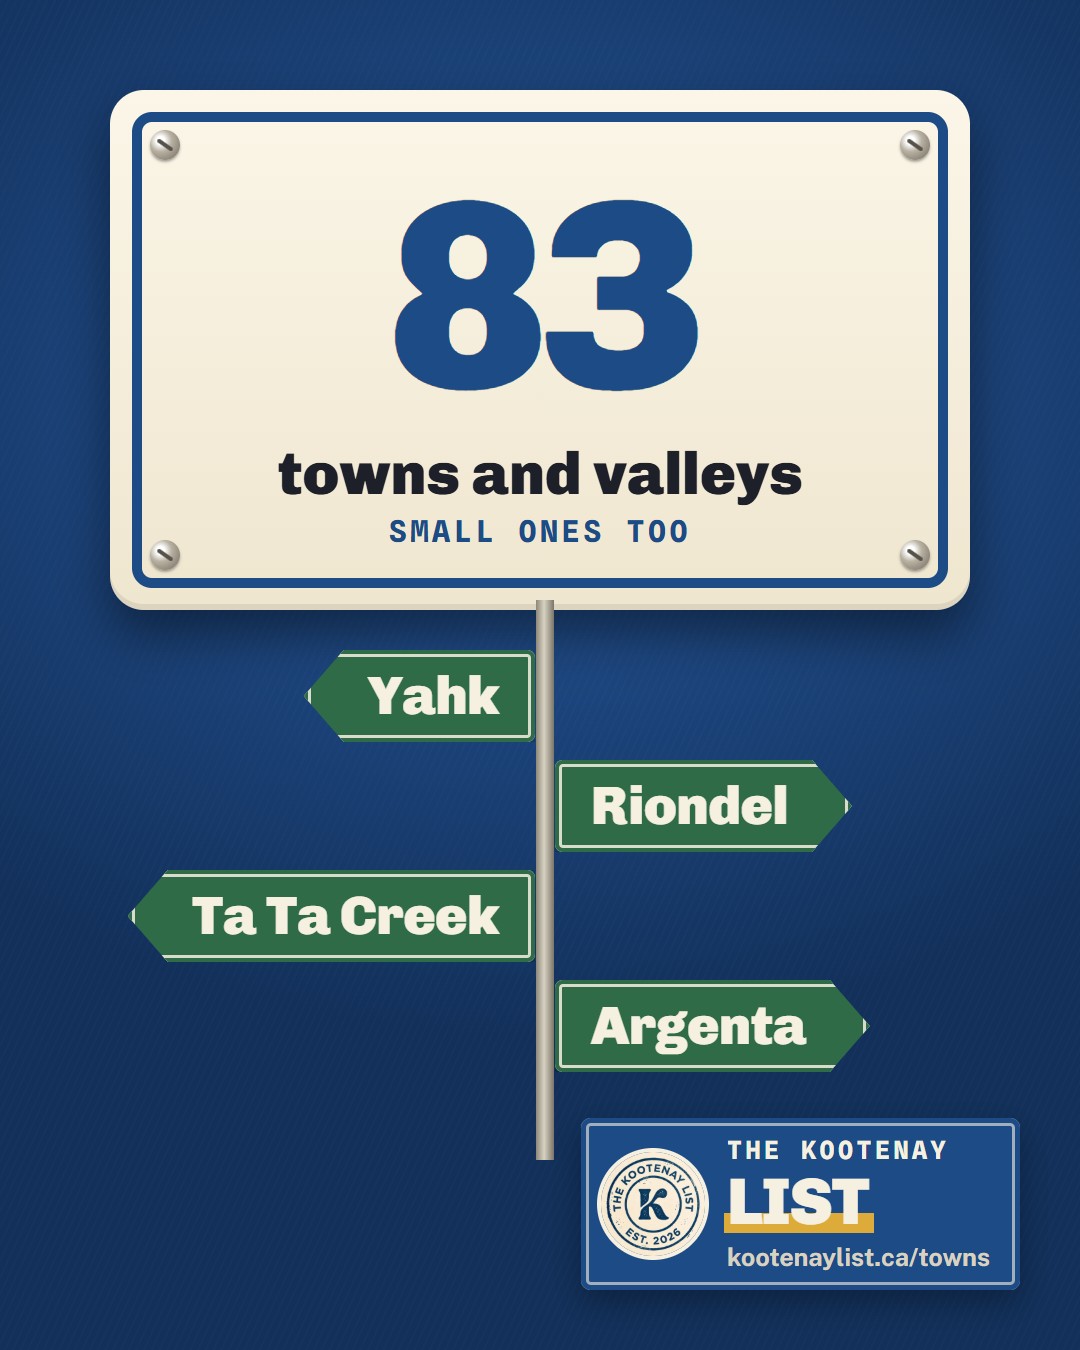 83
towns and valleys
SMALL ONES TOO
Yahk
Riondel
Ta Ta Creek
Argenta
THE KOOTENAY LIST
K
EST. 2026
THE KOOTENAY
LIST
kootenaylist.ca/towns